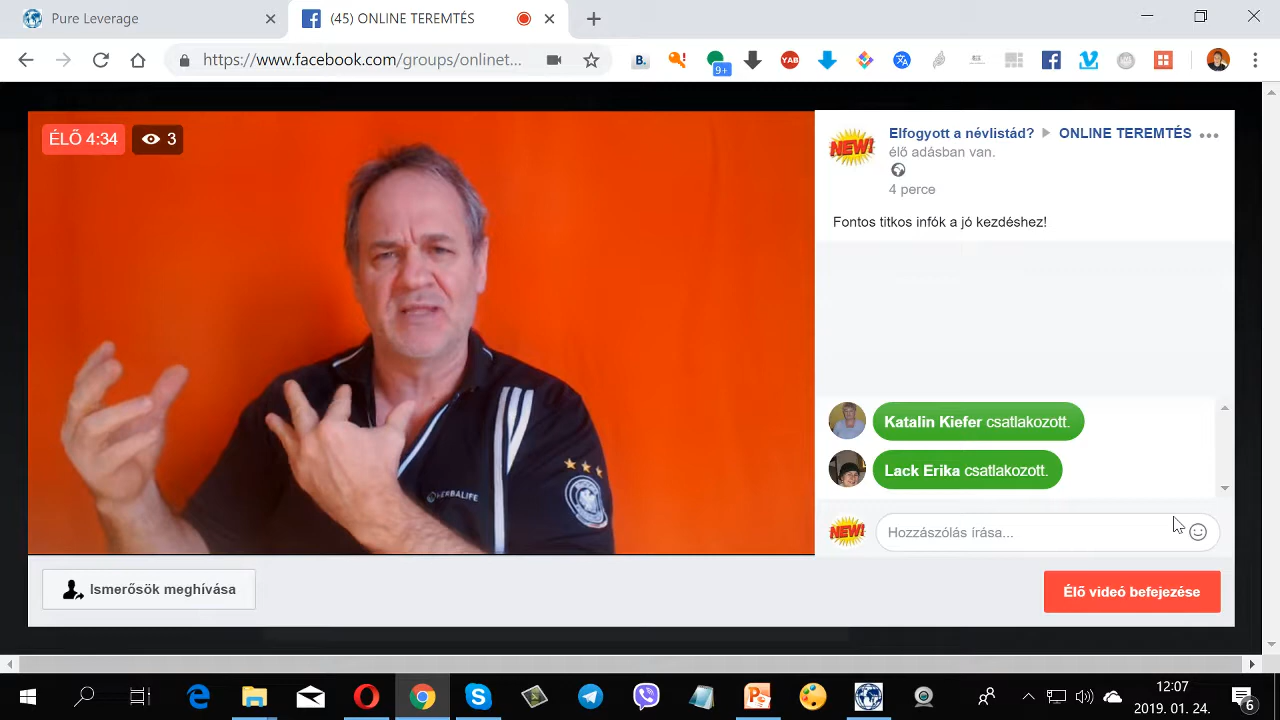 Pure Leverage
(45) ONLINE TEREMTÉS
https://www.facebook.com/groups/onlinet...
B.
9+
YAB
ÉLŐ 4:34
3
NEW!
Elfogyott a névlistád? ▶ ONLINE TEREMTÉS
élő adásban van.
4 perce
Fontos titkos infók a jó kezdéshez!
HERBALIFE
Katalin Kiefer csatlakozott.
Lack Erika csatlakozott.
NEW!
Hozzászólás írása...
Ismerősök meghívása
Élő videó befejezése
12:07
2019. 01. 24.
6